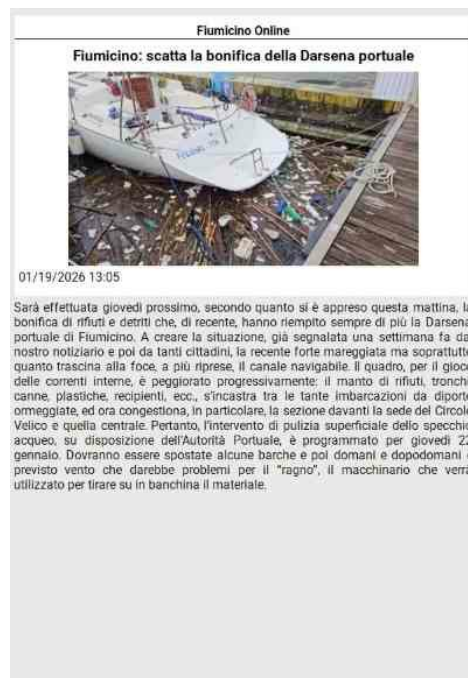 Fiumicino Online
Fiumicino: scatta la bonifica della Darsena portuale
01/19/2026 13:05
Sarà effettuata giovedì prossimo, secondo quanto si è appreso questa mattina, la
bonifica di rifiuti e detriti che, di recente, hanno riempito sempre di più la Darsena
portuale di Fiumicino. A creare la situazione, già segnalata una settimana fa dal
nostro notiziario e poi da tanti cittadini, la recente forte mareggiata ma soprattutto
quanto trascina alla foce, a più riprese, il canale navigabile. Il quadro, per il gioco
delle correnti interne, è peggiorato progressivamente: il manto di rifiuti, tronchi,
canne, plastiche, recipienti, ecc., s'incastra tra le tante imbarcazioni da diporto
ormeggiate, ed ora congestiona, in particolare, la sezione davanti la sede del Circolo
Velico e quella centrale. Pertanto, l'intervento di pulizia superficiale dello specchio
acqueo, su disposizione dell'Autorità Portuale, è programmato per giovedì 22
gennaio. Dovranno essere spostate alcune barche e poi domani e dopodomani
previsto vento che darebbe problemi per il "ragno", il macchinario che verrà
utilizzato per tirare su in banchina il materiale.